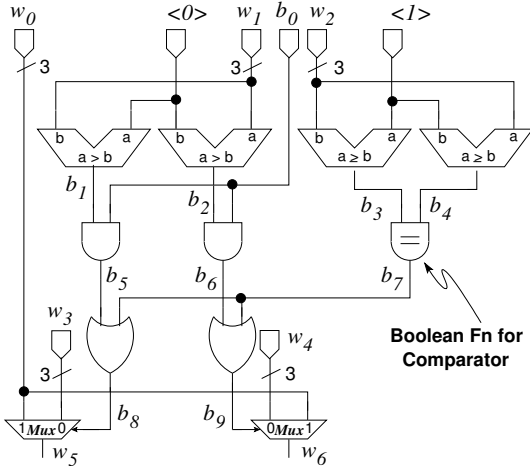 w0 <0> w1 b0 w2 <1>
3 3 3
b a b a b a b a
a > b a > b a ≥ b a ≥ b
b1 b2 b3 b4
=
b5 b6 b7
w3 w4
Boolean Fn for
Comparator
3 3
b8 b9
1 Mux 0 0 Mux 1
w5 w6